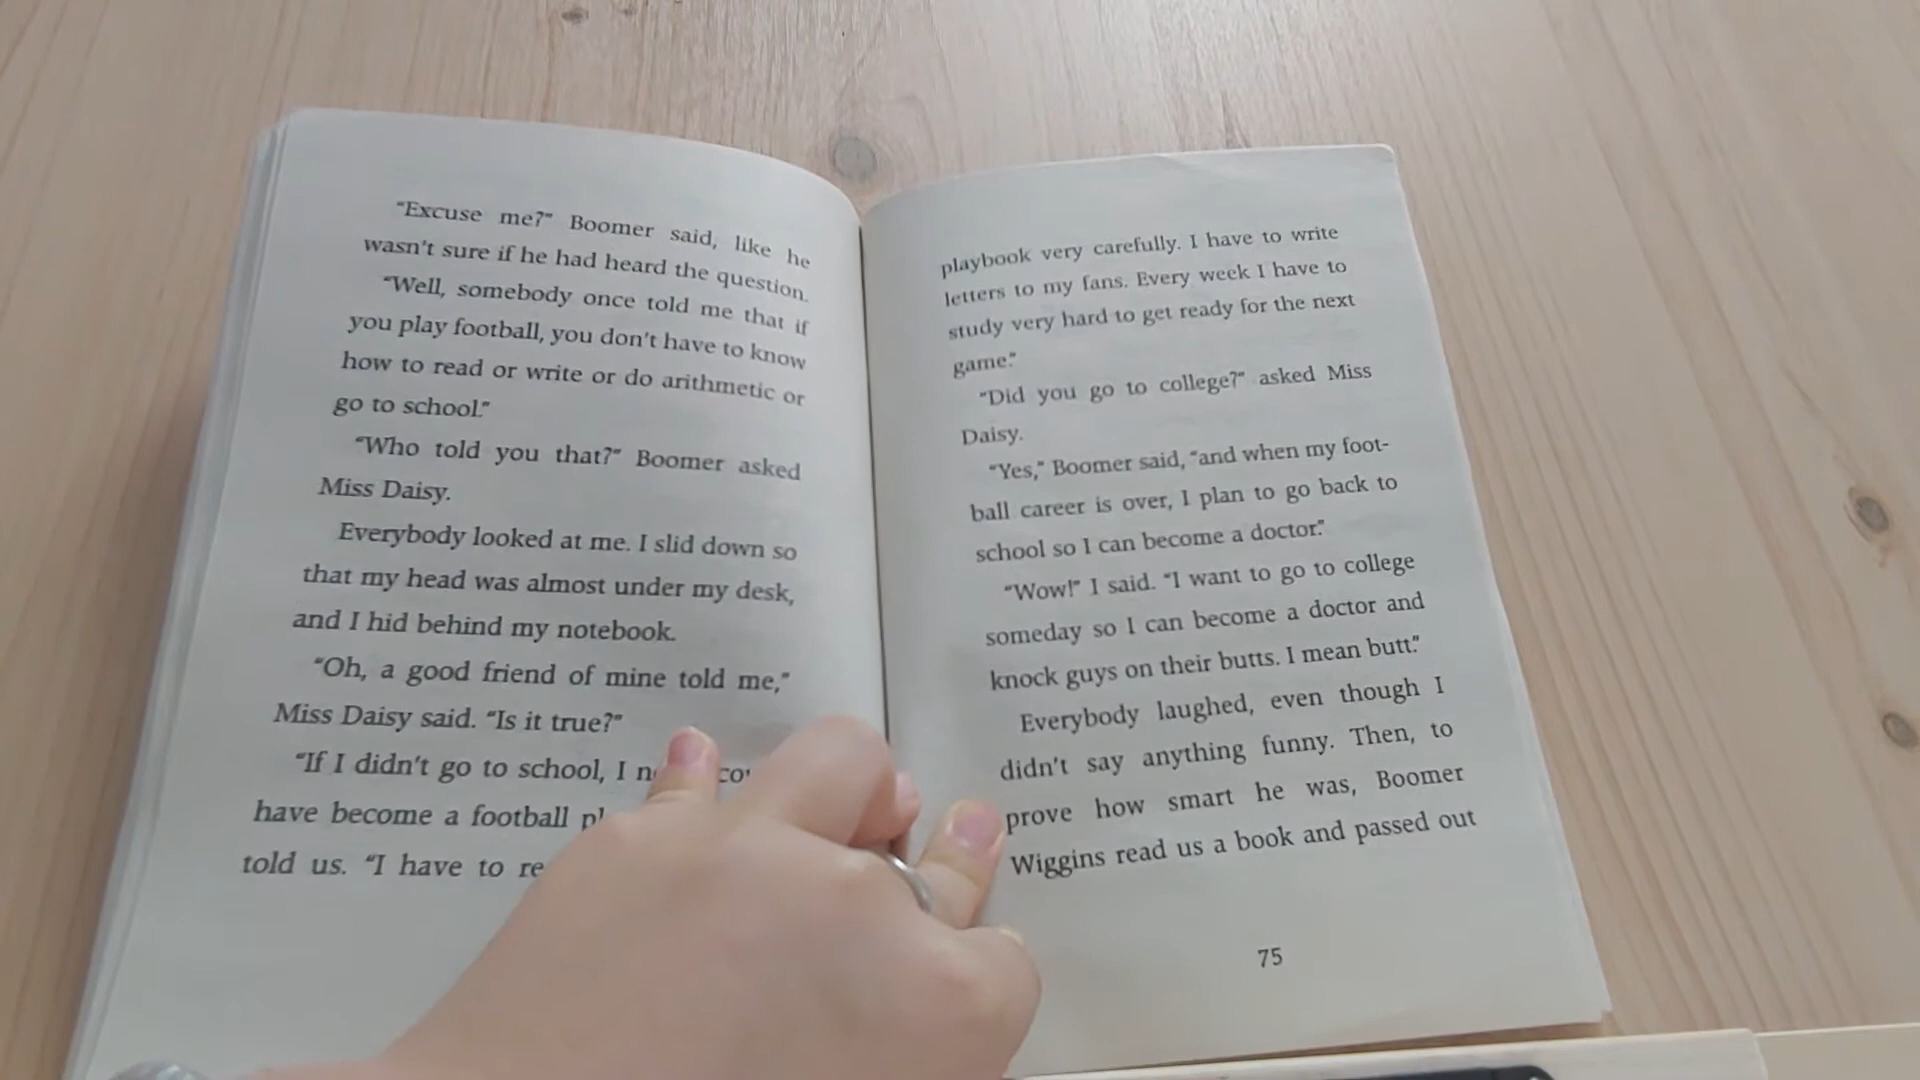 “Excuse me?” Boomer said, like he
wasn't sure if he had heard the question.
“Well, somebody once told me that if
you play football, you don't have to know
how to read or write or do arithmetic or
go to school.”
“Who told you that?” Boomer asked
Miss Daisy.
Everybody looked at me. I slid down so
that my head was almost under my desk,
and I hid behind my notebook.
“Oh, a good friend of mine told me,”
Miss Daisy said. “Is it true?”
“If I didn't go to school, I
have become a football
told us. “I have to
playbook very carefully. I have to write
letters to my fans. Every week I have to
study very hard to get ready for the next
game.”
“Did you go to college?” asked Miss
Daisy.
“Yes,” Boomer said, “and when my foot-
ball career is over, I plan to go back to
school so I can become a doctor.”
“Wow!” I said. “I want to go to college
someday so I can become a doctor and
knock guys on their butts. I mean butt.”
Everybody laughed, even though I
didn't say anything funny. Then, to
prove how smart he was, Boomer
Wiggins read us a book and passed out
75